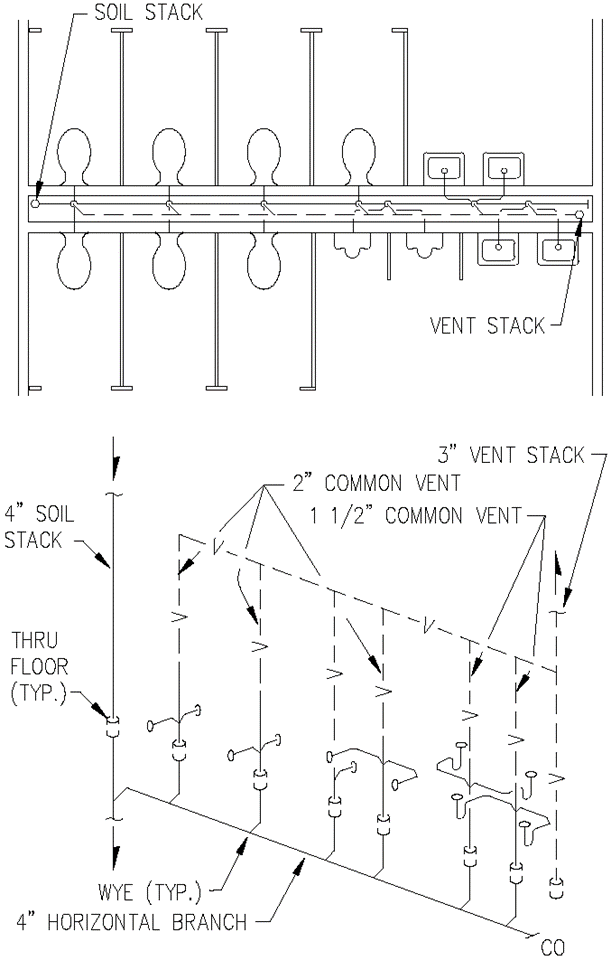 SOIL STACK
VENT STACK
3" VENT STACK
2" COMMON VENT
1 1/2" COMMON VENT
4" SOIL
STACK
THRU
FLOOR
(TYP.)
V
V
V
V
V
V
V
V
V
WYE (TYP.)
4" HORIZONTAL BRANCH
CO